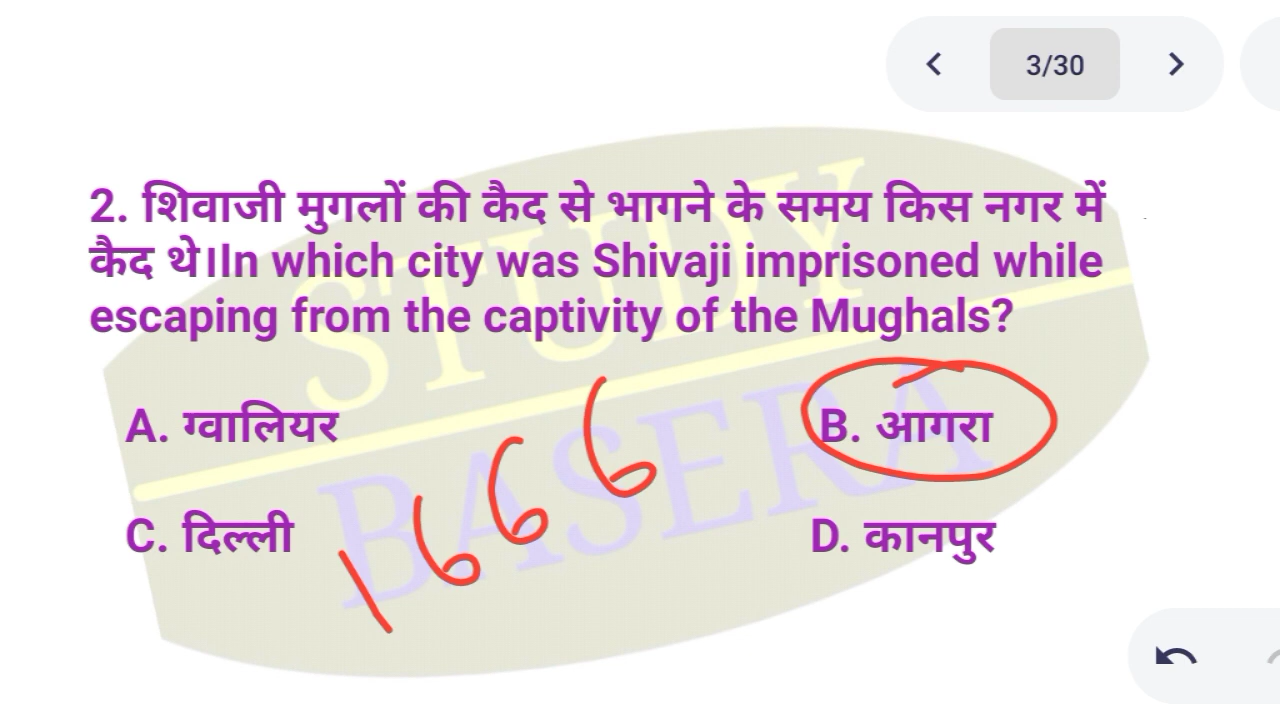 3/30
2. शिवाजी मुगलों की कैद से भागने के समय किस नगर में
कैद थे।In which city was Shivaji imprisoned while
escaping from the captivity of the Mughals?
A. ग्वालियर
B. आगरा
C. दिल्ली
D. कानपुर
1666
STUDY
BASERA